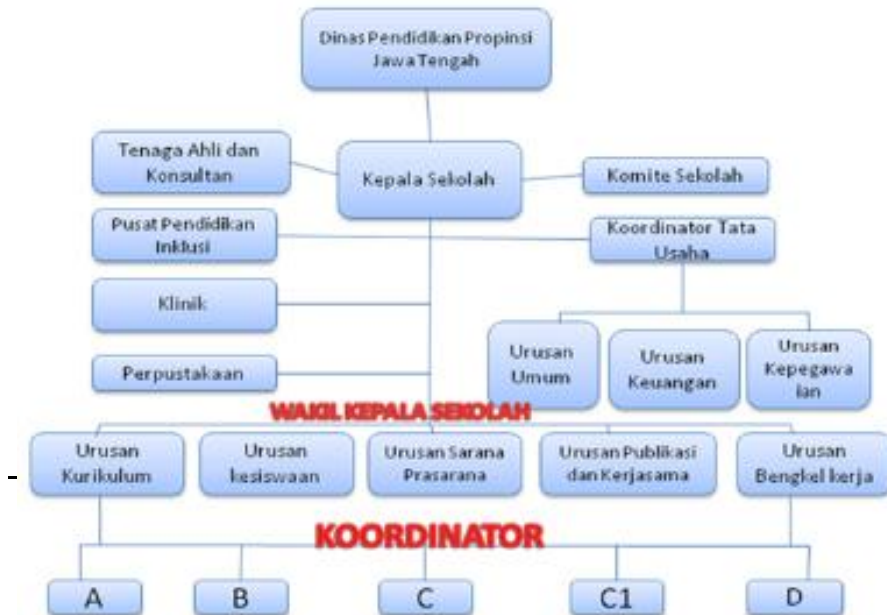 Dinas Pendidikan Propinsi
Jawa Tengah
Tenaga Ahli dan
Konsultan
Kepala Sekolah
Komite Sekolah
Pusat Pendidikan
Inklusi
Koordinator Tata
Usaha
Klinik
Perpustakaan
Urusan
Umum
Urusan
Keuangan
Urusan
Kepegawa
ian
WAKIL KEPALA SEKOLAH
Urusan
Kurikulum
Urusan
kesiswaan
Urusan Sarana
Prasarana
Urusan Publikasi
dan Kerjasama
Urusan
Bengkel kerja
-
KOORDINATOR
A
B
C
C1
D